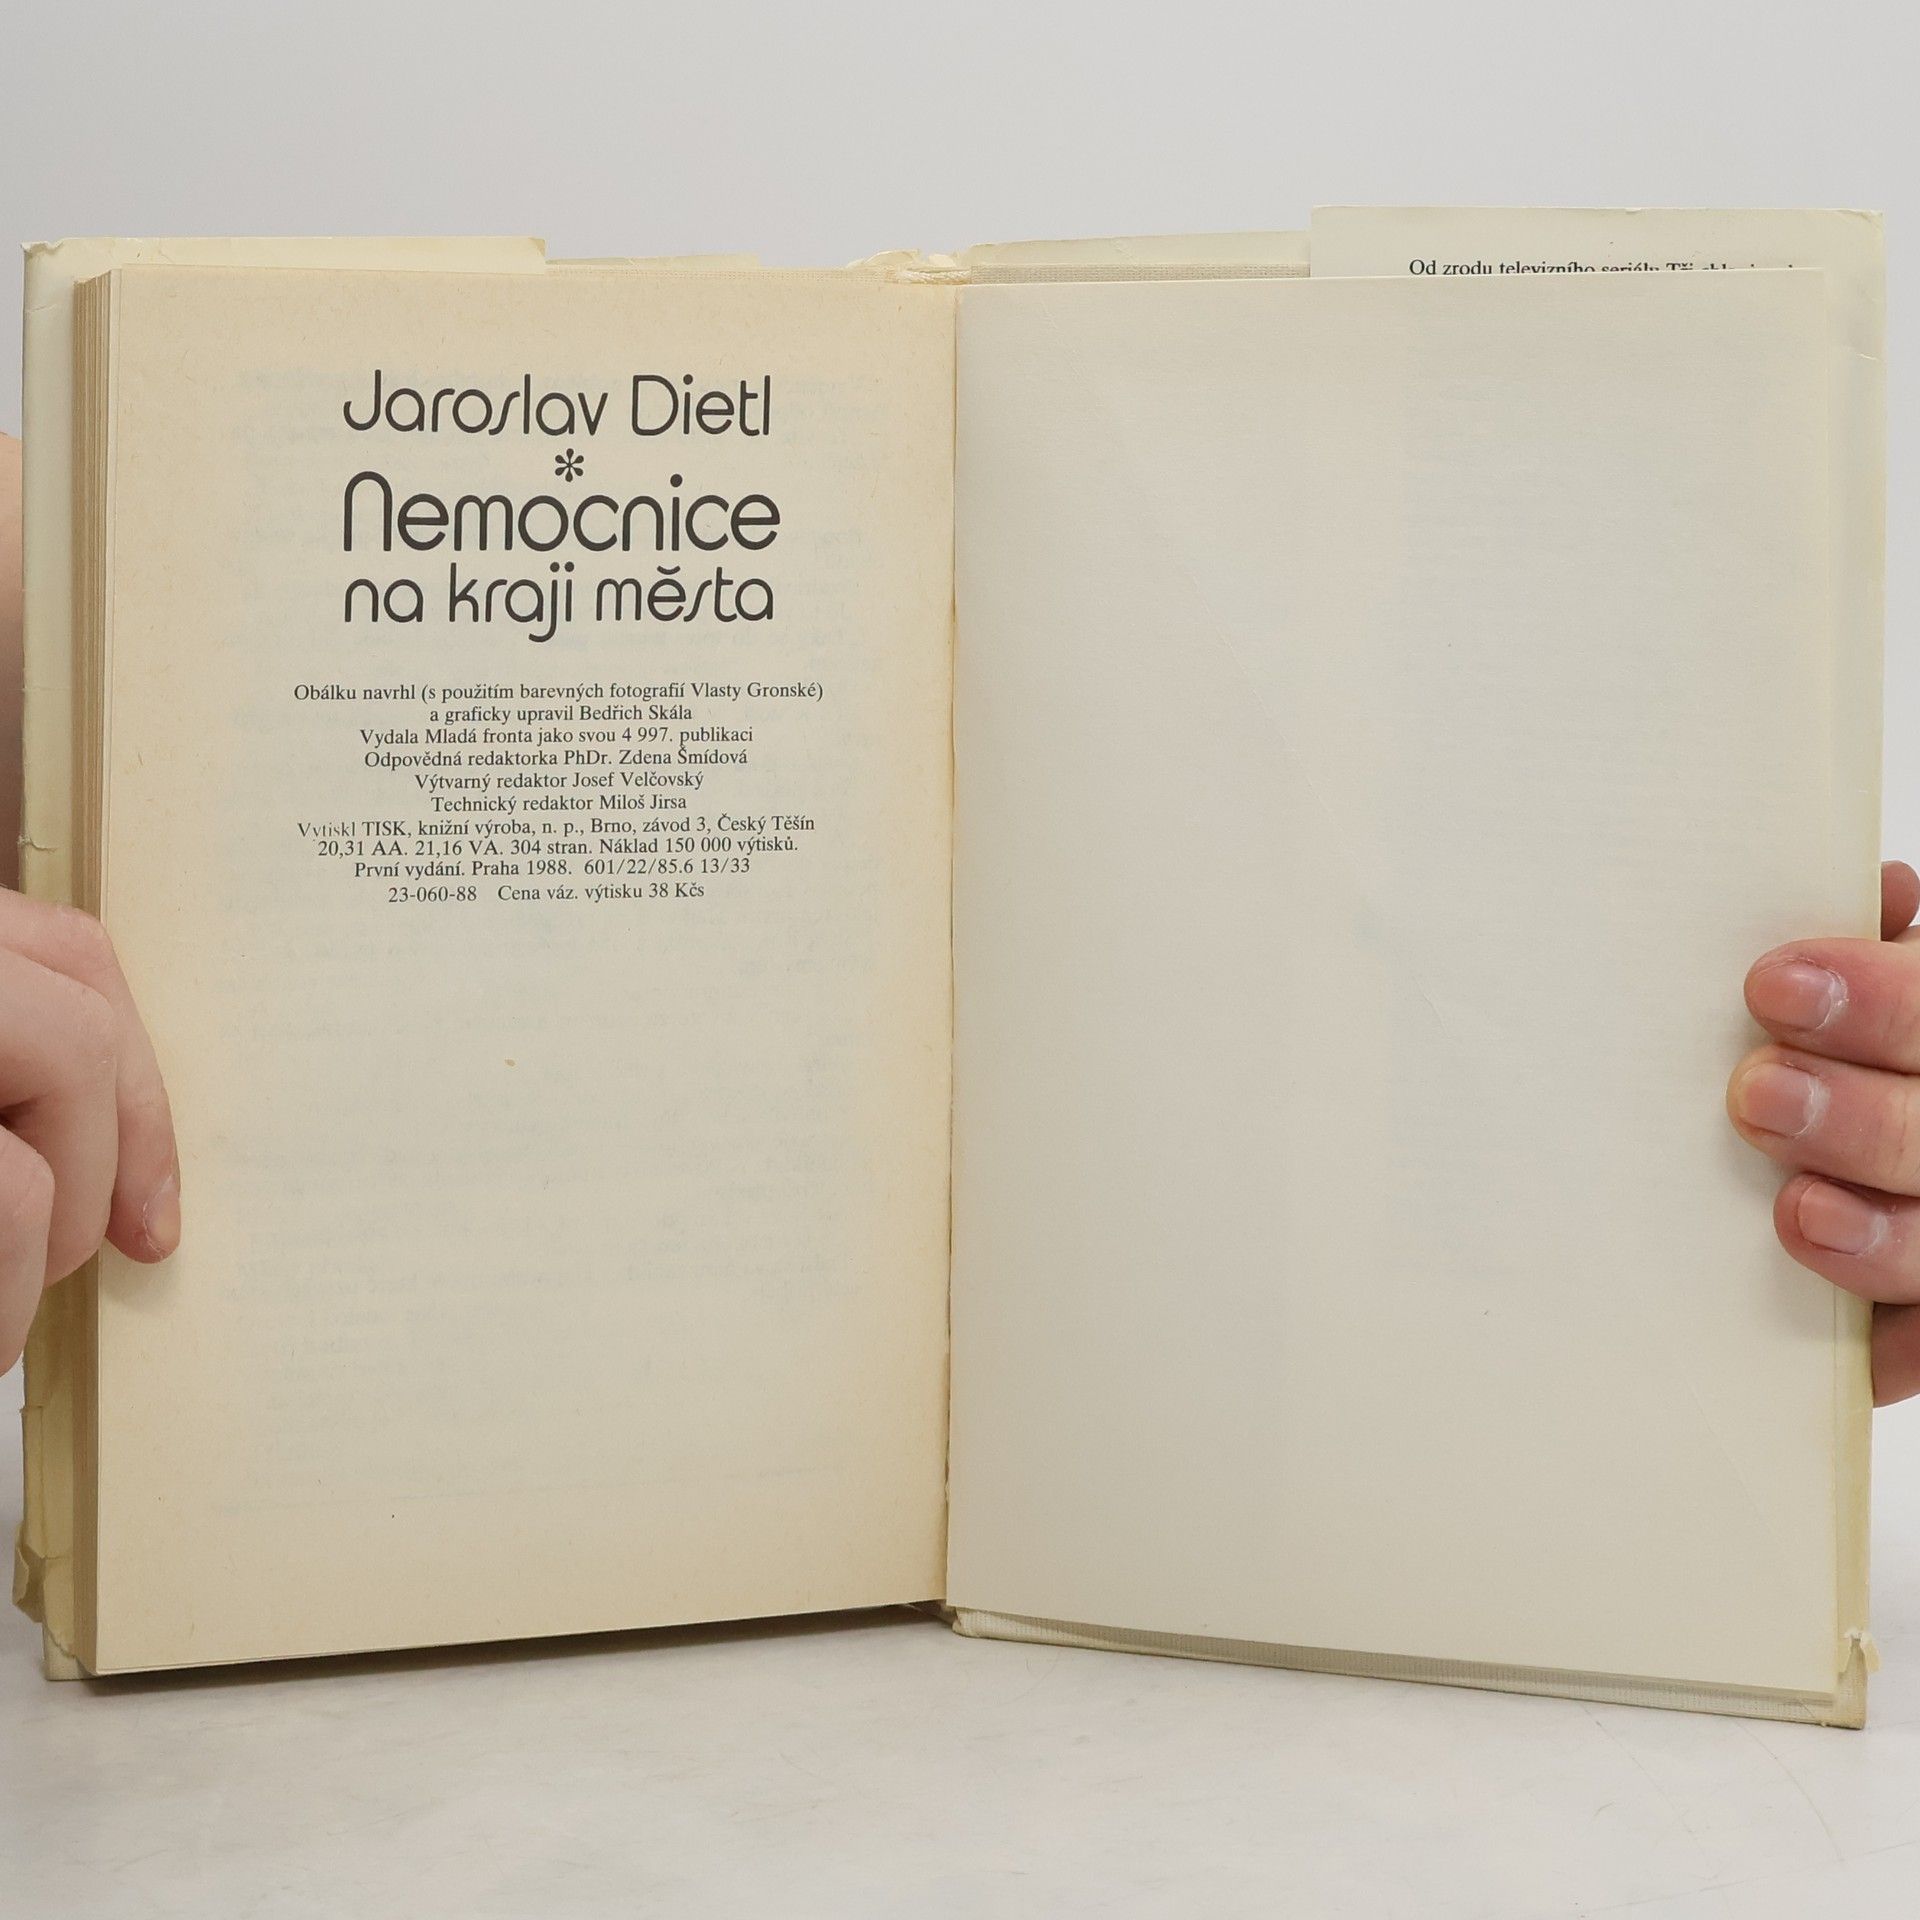 Jaroslav Dietl
*
Nemocnice
na kraji města
Obálku navrhl (s použitím barevných fotografií Vlasty Gronské)
a graficky upravil Bedřich Skála
Vydala Mladá fronta jako svou 4 997. publikaci
Odpovědná redaktorka PhDr. Zdena Šmídová
Výtvarný redaktor Josef Velčovský
Technický redaktor Miloš Jirsa
Vytiskl TISK, knižní výroba, n. p., Brno, závod 3, Český Těšín
20,31 AA. 21,16 VA. 304 stran. Náklad 150 000 výtisků.
První vydání. Praha 1988. 601/22/85.6 13/33
23-060-88 Cena váz. výtisku 38 Kčs
Od zrodu televizního seriálu Tři